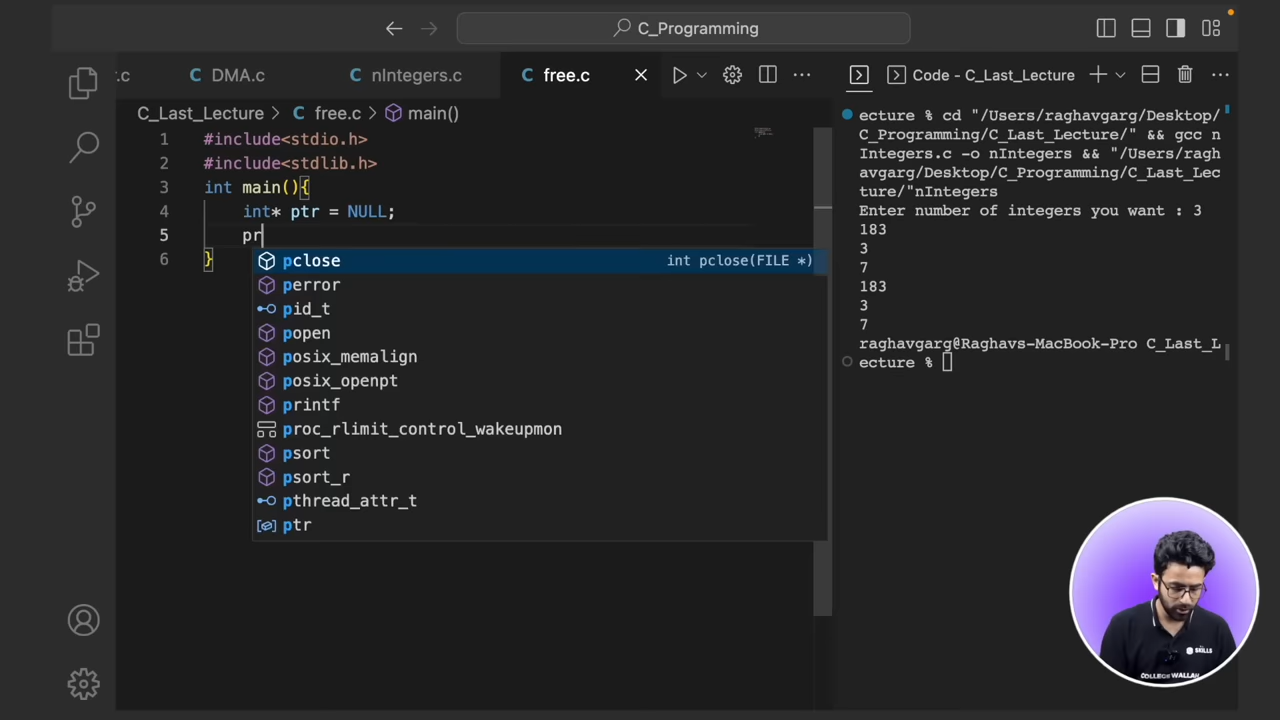 C_Programming
.c
C DMA.c
C nIntegers.c
C free.c
Code - C_Last_Lecture
C_Last_Lecture > C free.c > main()
1 #include<stdio.h>
2 #include<stdlib.h>
3 int main(){
4 int* ptr = NULL;
5 pr
6 }
pclose int pclose(FILE *)
perror
pid_t
popen
posix_memalign
posix_openpt
printf
proc_rlimit_control_wakeupmon
psort
psort_r
pthread_attr_t
ptr
ecture % cd "/Users/raghavgarg/Desktop/
C_Programming/C_Last_Lecture/" && gcc n
Integers.c -o nIntegers && "/Users/ragh
avgarg/Desktop/C_Programming/C_Last_Lec
ture/"nIntegers
Enter number of integers you want : 3
183
3
7
183
3
7
raghavgarg@Raghavs-MacBook-Pro C_Last_L
ecture %
SKILLS
COLLEGE WALLAH